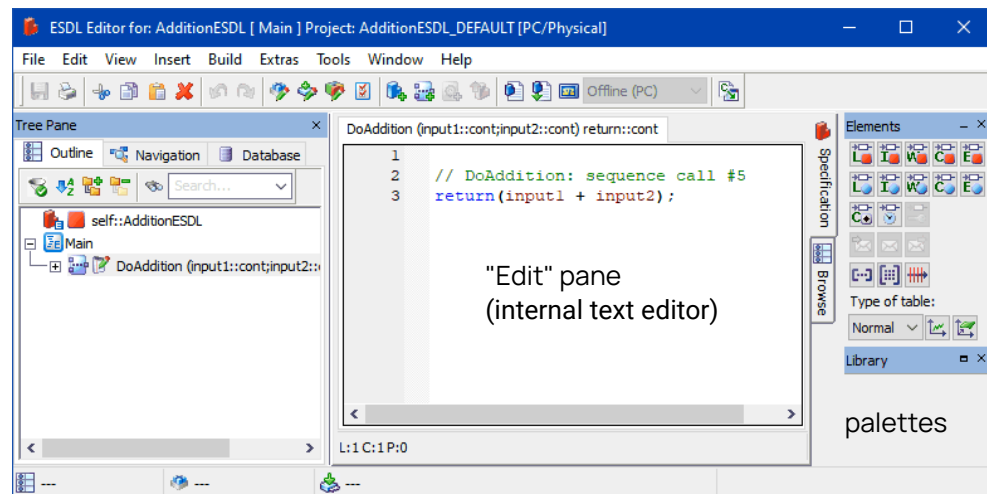 ESDL Editor for: AdditionESDL [ Main ] Project: AdditionESDL_DEFAULT [PC/Physical]
File Edit View Insert Build Extras Tools Window Help
Offline (PC)
Tree Pane
Outline Navigation Database
Search...
self::AdditionESDL
Main
DoAddition (input1::cont;input2::
DoAddition (input1::cont;input2::cont) return::cont
1
2 // DoAddition: sequence call #5
3 return(input1 + input2);
"Edit" pane
(internal text editor)
L:1 C:1 P:0
Specification
Browse
Elements
L I W C E
L I W C E
C
Type of table:
Normal
Library
palettes
--- --- ---